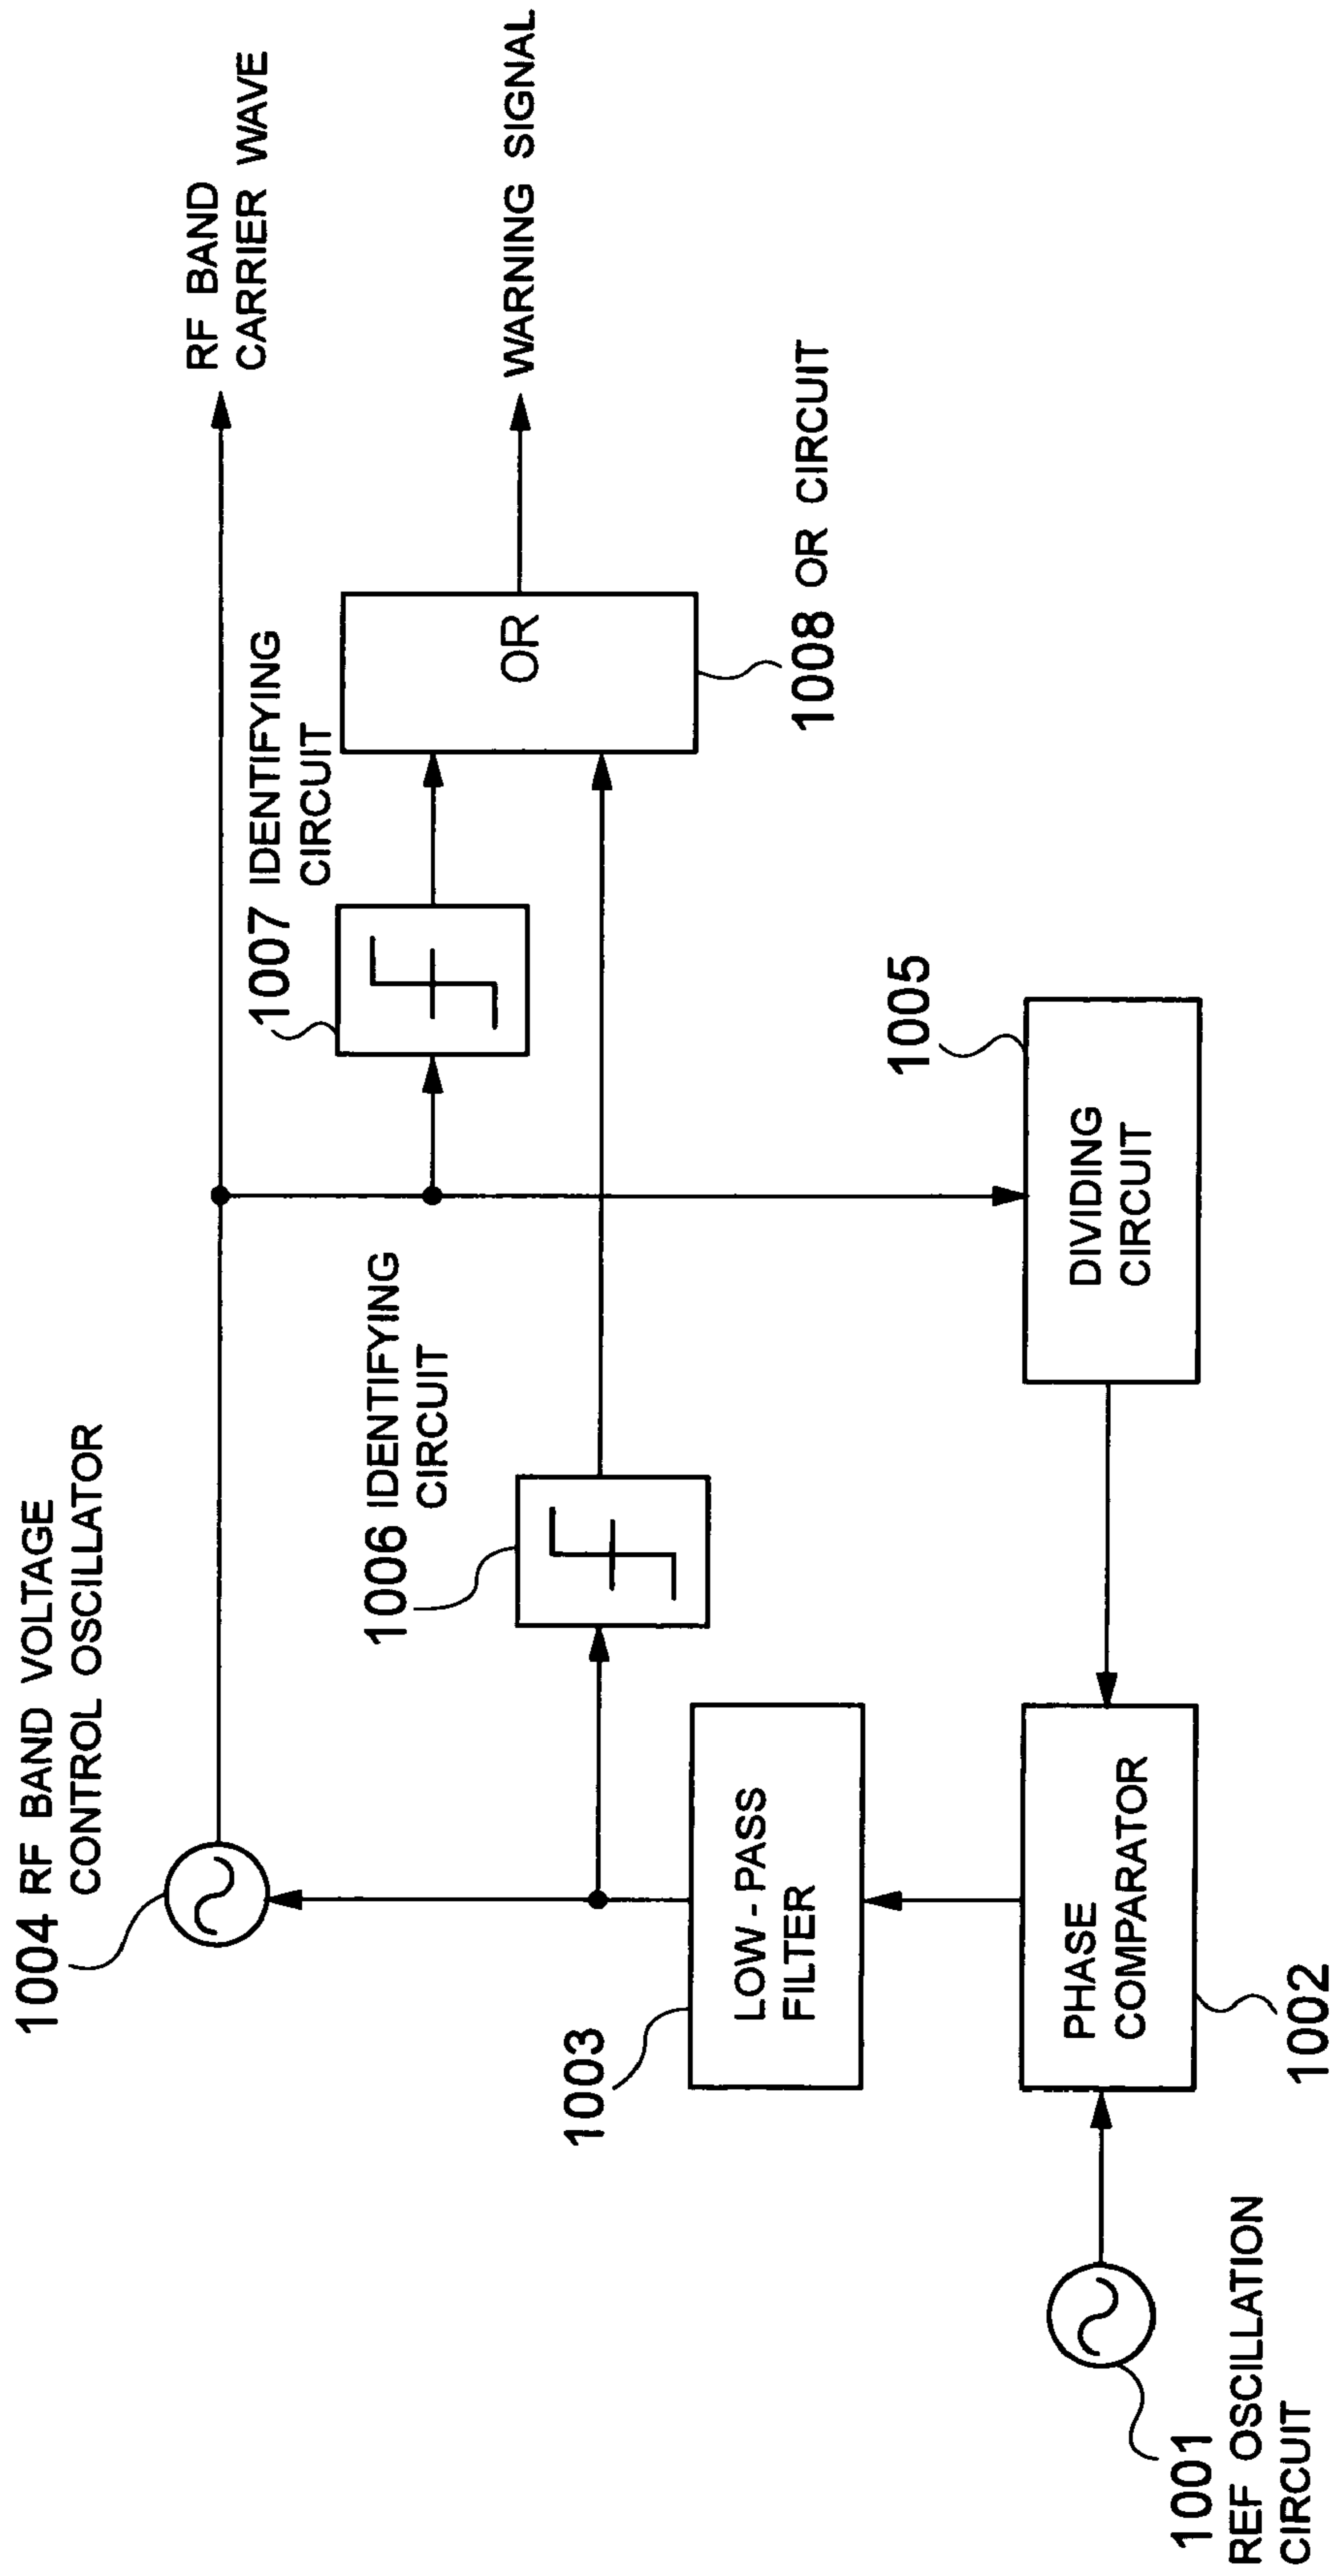 1004 RF BAND VOLTAGE
CONTROL OSCILLATOR
RF BAND
CARRIER WAVE
1007 IDENTIFYING
CIRCUIT
1006 IDENTIFYING
CIRCUIT
OR
WARNING SIGNAL
1008 OR CIRCUIT
1003
LOW - PASS
FILTER
1005
DIVIDING
CIRCUIT
PHASE
COMPARATOR
1002
1001
REF OSCILLATION
CIRCUIT